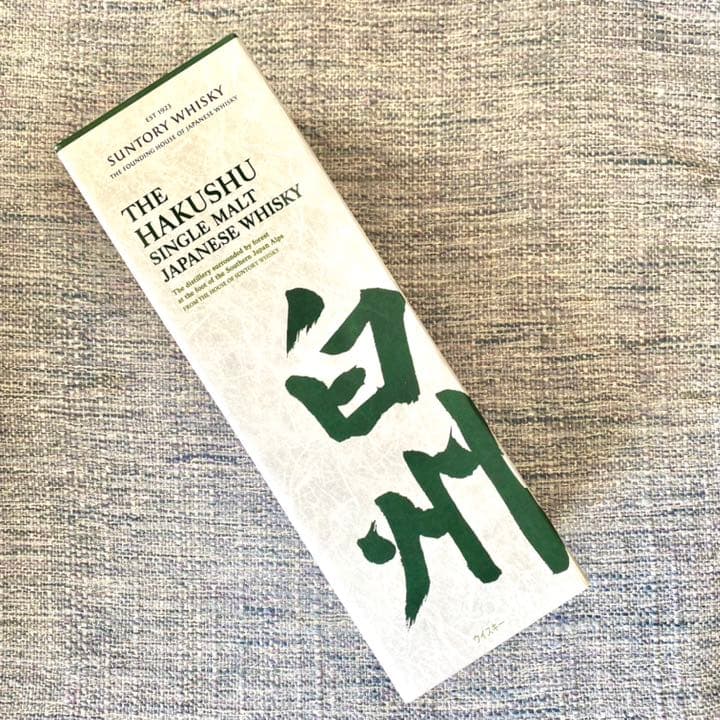 EST 1923
SUNTORY WHISKY
THE FOUNDING HOUSE OF JAPANESE WHISKY
THE
HAKUSHU
SINGLE MALT
JAPANESE WHISKY
The distillery surrounded by forest
at the foot of the Southern Japan Alps
FROM THE HOUSE OF SUNTORY WHISKY
白
州
ウイスキー